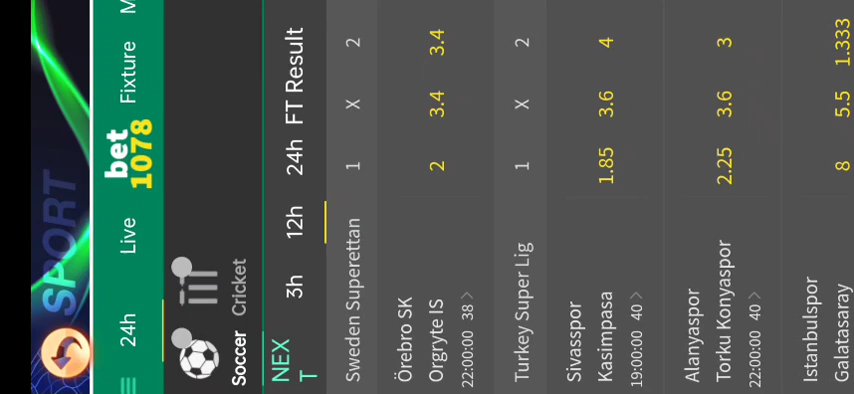 SPORT
24h Live bet Fixture M
1078
Soccer Cricket
NEX 3h 12h 24h FT Result
T
Sweden Superettan 1 X 2
Örebro SK
Orgryte IS 2 3.4 3.4
22:00:00 38 >
Turkey Super Lig 1 X 2
Sivasspor
Kasimpasa 1.85 3.6 4
19:00:00 40 >
Alanyaspor
Torku Konyaspor 2.25 3.6 3
22:00:00 40 >
Istanbulspor
Galatasaray 8 5.5 1.333